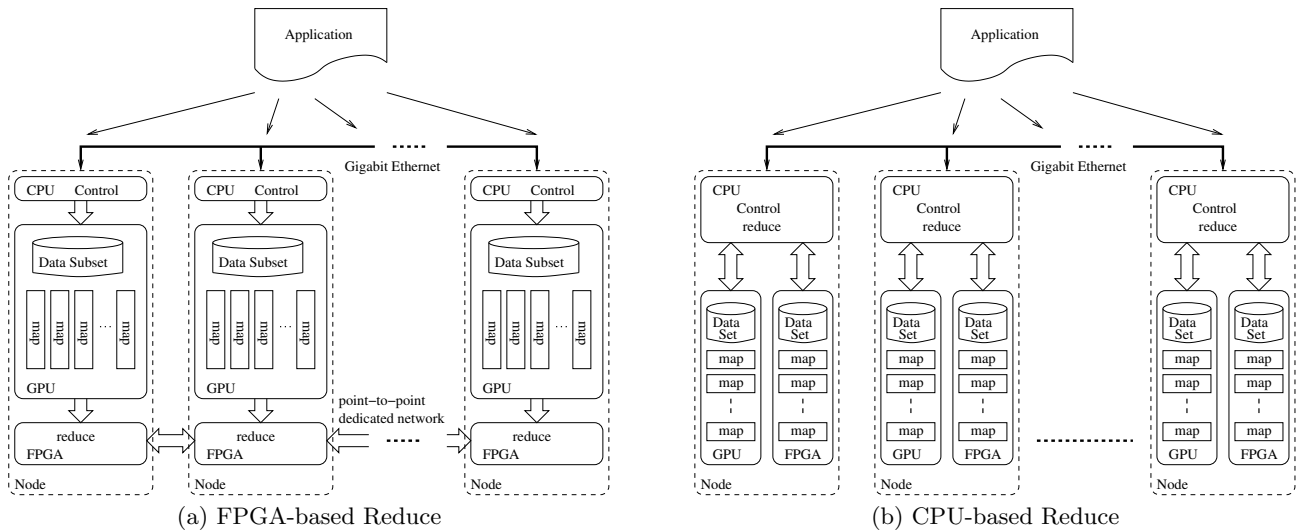 Application
Gigabit Ethernet
CPU Control
Data Subset
map map map ... map
GPU
reduce
FPGA
Node
CPU Control
Data Subset
map map map ... map
GPU
reduce
FPGA
Node
point-to-point
dedicated network
CPU Control
Data Subset
map map map ... map
GPU
reduce
FPGA
Node
(a) FPGA-based Reduce
Application
Gigabit Ethernet
CPU
Control
reduce
Data
Set
map
map
map
GPU
Data
Set
map
map
map
FPGA
Node
CPU
Control
reduce
Data
Set
map
map
map
GPU
Data
Set
map
map
map
FPGA
Node
CPU
Control
reduce
Data
Set
map
map
map
GPU
Data
Set
map
map
map
FPGA
Node
(b) CPU-based Reduce